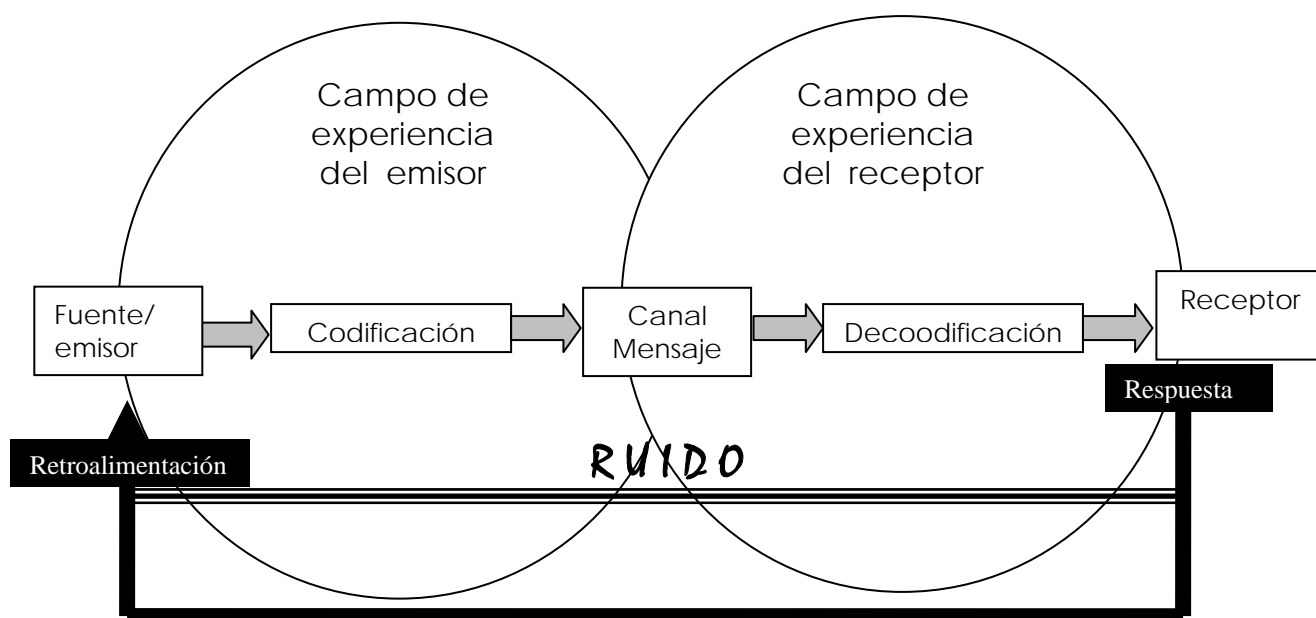 Campo de
experiencia
del emisor
Campo de
experiencia
del receptor
Fuente/
emisor
Codificación
Canal
Mensaje
Decoodificación
Receptor
Respuesta
Retroalimentación
RUIDO